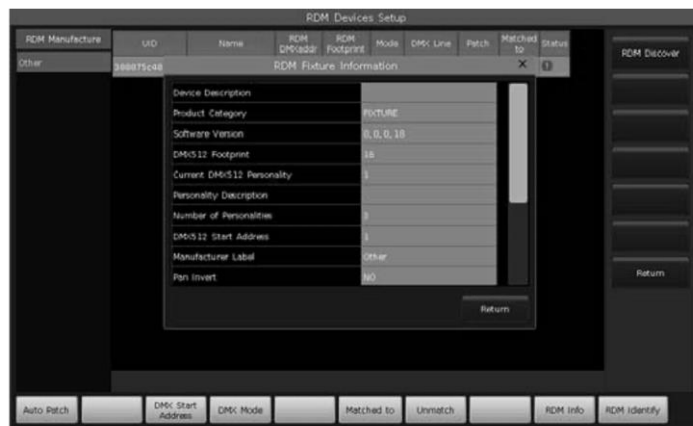 RDM Devices Setup
RDM Manufacture
UID
Name
RDM
DMXaddr
RDM
Footprint
Mode
DMX Line
Patch
Matched
to
Status
RDM Discover
Other
RDM Fixture Information
Device Description
Product Category
FIXTURE
Software Version
0, 0, 0, 18
DMX512 Footprint
16
Current DMX512 Personality
1
Personality Description
Number of Personalities
3
DMX512 Start Address
1
Manufacturer Label
Other
Pan Invert
NO
Return
Return
Auto Patch
DMX Start
Address
DMX Mode
Matched to
Unmatch
RDM Info
RDM Identify